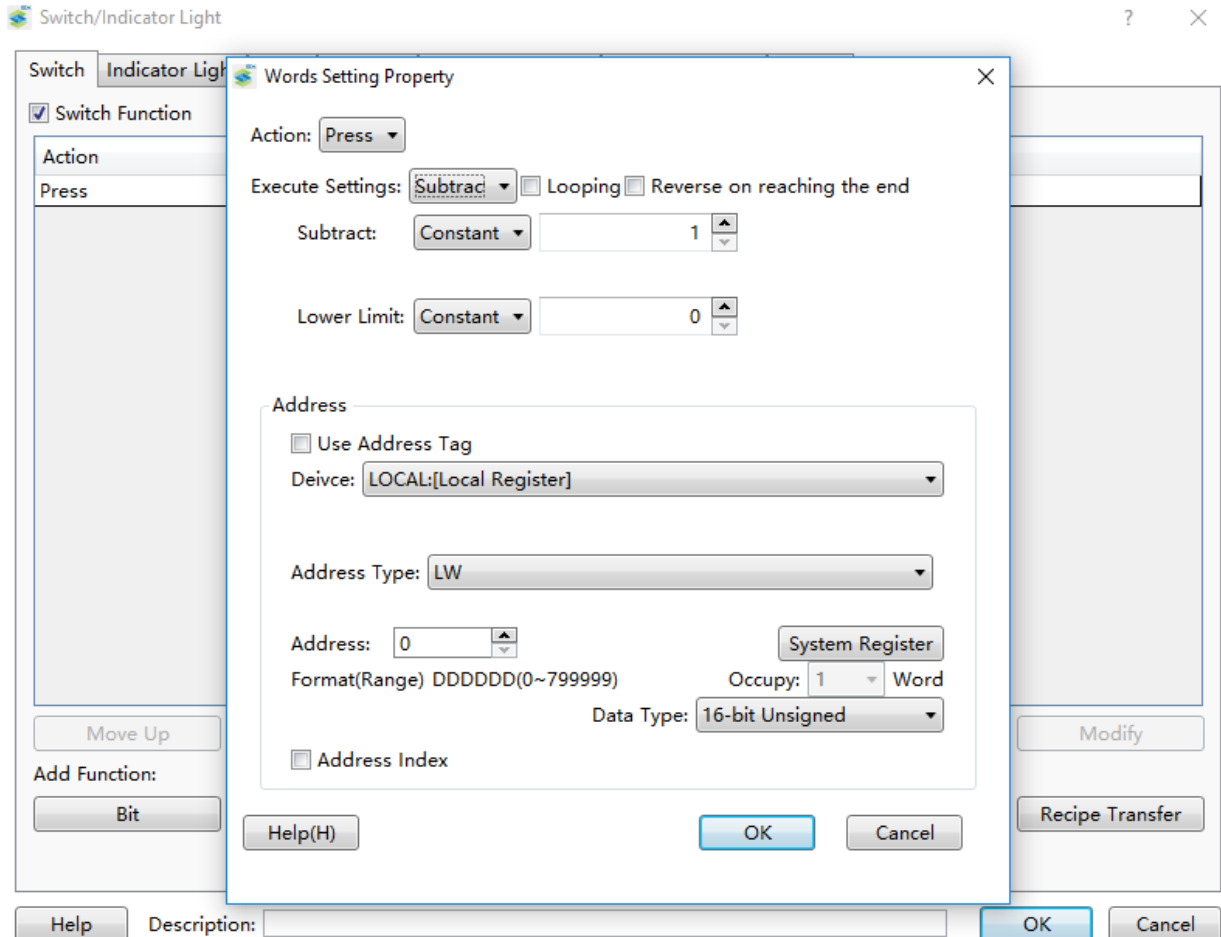 Switch/Indicator Light
?
Switch
Words Setting Property
Switch Function
Action: Press
Action
Execute Settings: Subtrac Looping Reverse on reaching the end
Press
Subtract: Constant 1
Lower Limit: Constant 0
Address
Use Address Tag
Deivce: LOCAL:[Local Register]
Address Type: LW
Address: 0 System Register
Format(Range) DDDDDD(0~799999) Occupy: 1 Word
Data Type: 16-bit Unsigned
Move Up
Modify
Address Index
Add Function:
Bit
Recipe Transfer
Help(H) OK Cancel
Help Description: OK Cancel